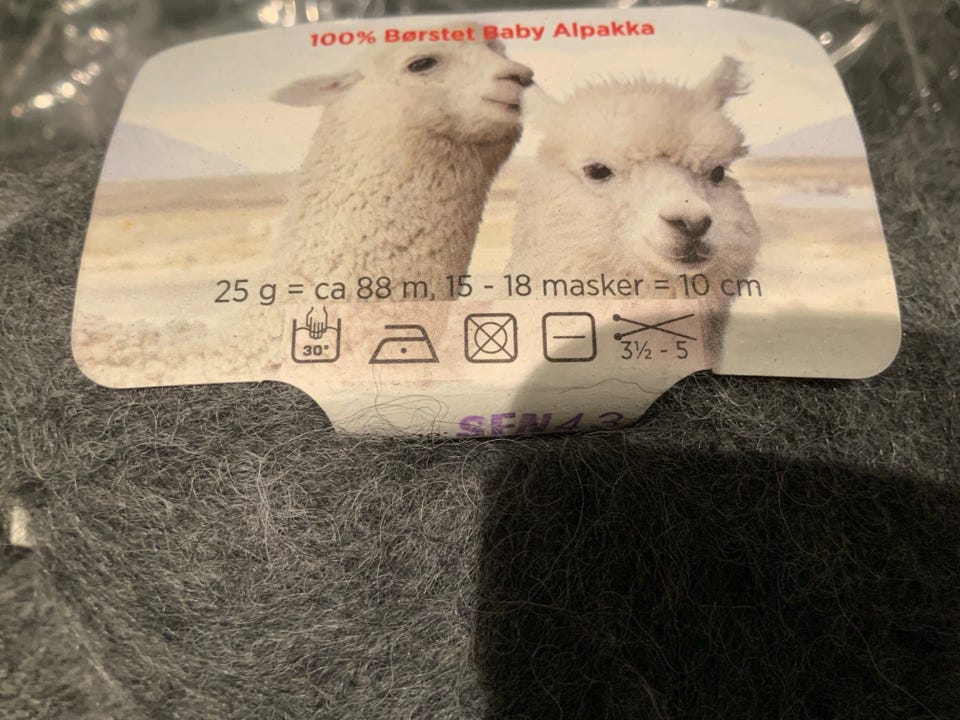 100% Børstet Baby Alpakka
25 g = ca 88 m, 15 - 18 masker = 10 cm
30°
3½ - 5